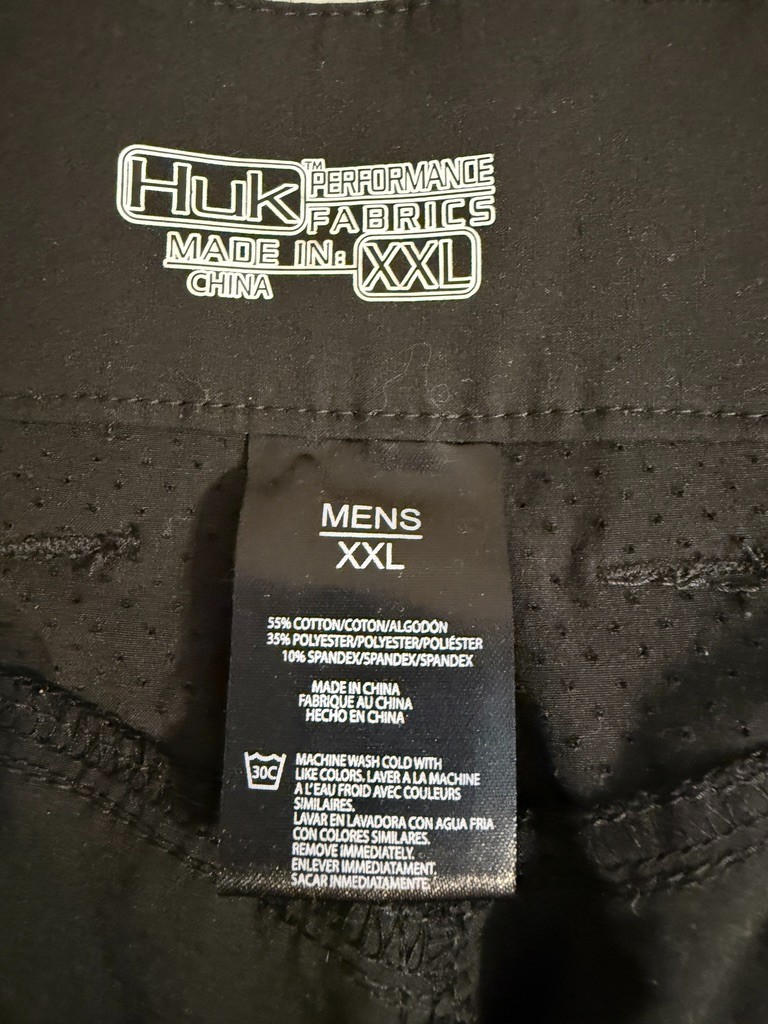 Huk™ PERFORMANCE
FABRICS
MADE IN: XXL
CHINA
MENS
XXL
55% COTTON/COTON/ALGODÓN
35% POLYESTER/POLYESTER/POLIÉSTER
10% SPANDEX/SPANDEX/SPANDEX
MADE IN CHINA
FABRIQUE AU CHINA
HECHO EN CHINA
30C
MACHINE WASH COLD WITH
LIKE COLORS. LAVER A LA MACHINE
A L'EAU FROID AVEC COULEURS
SIMILAIRES.
LAVAR EN LAVADORA CON AGUA FRIA
CON COLORES SIMILARES.
REMOVE IMMEDIATELY.
ENLEVER IMMEDIATAMENT.
SACAR INMEDIATAMENTE.